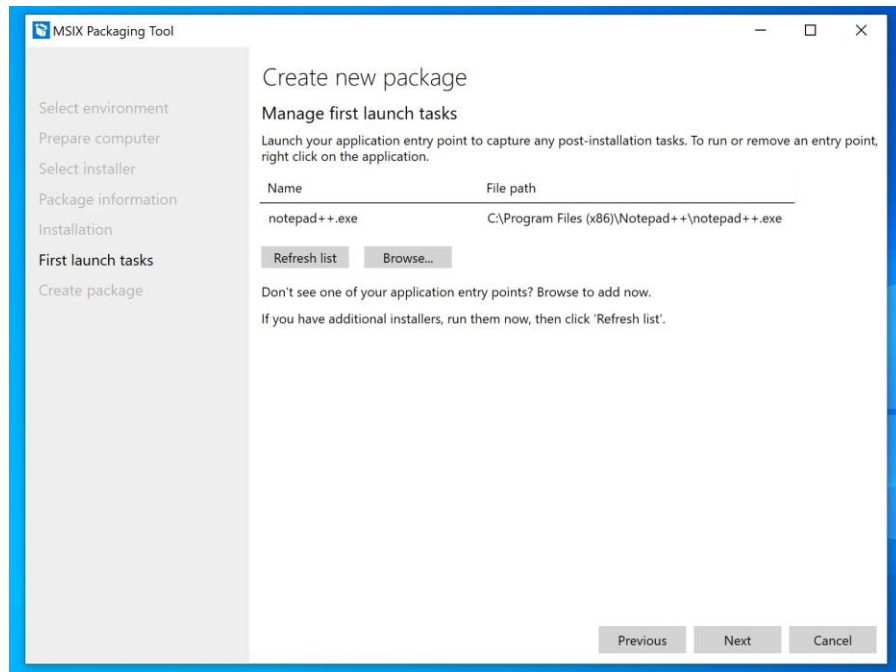 MSIX Packaging Tool
Select environment
Prepare computer
Select installer
Package information
Installation
First launch tasks
Create package
Create new package
Manage first launch tasks
Launch your application entry point to capture any post-installation tasks. To run or remove an entry point,
right click on the application.
Name File path
notepad++.exe C:\Program Files (x86)\Notepad++\notepad++.exe
Refresh list Browse...
Don't see one of your application entry points? Browse to add now.
If you have additional installers, run them now, then click 'Refresh list'.
Previous Next Cancel